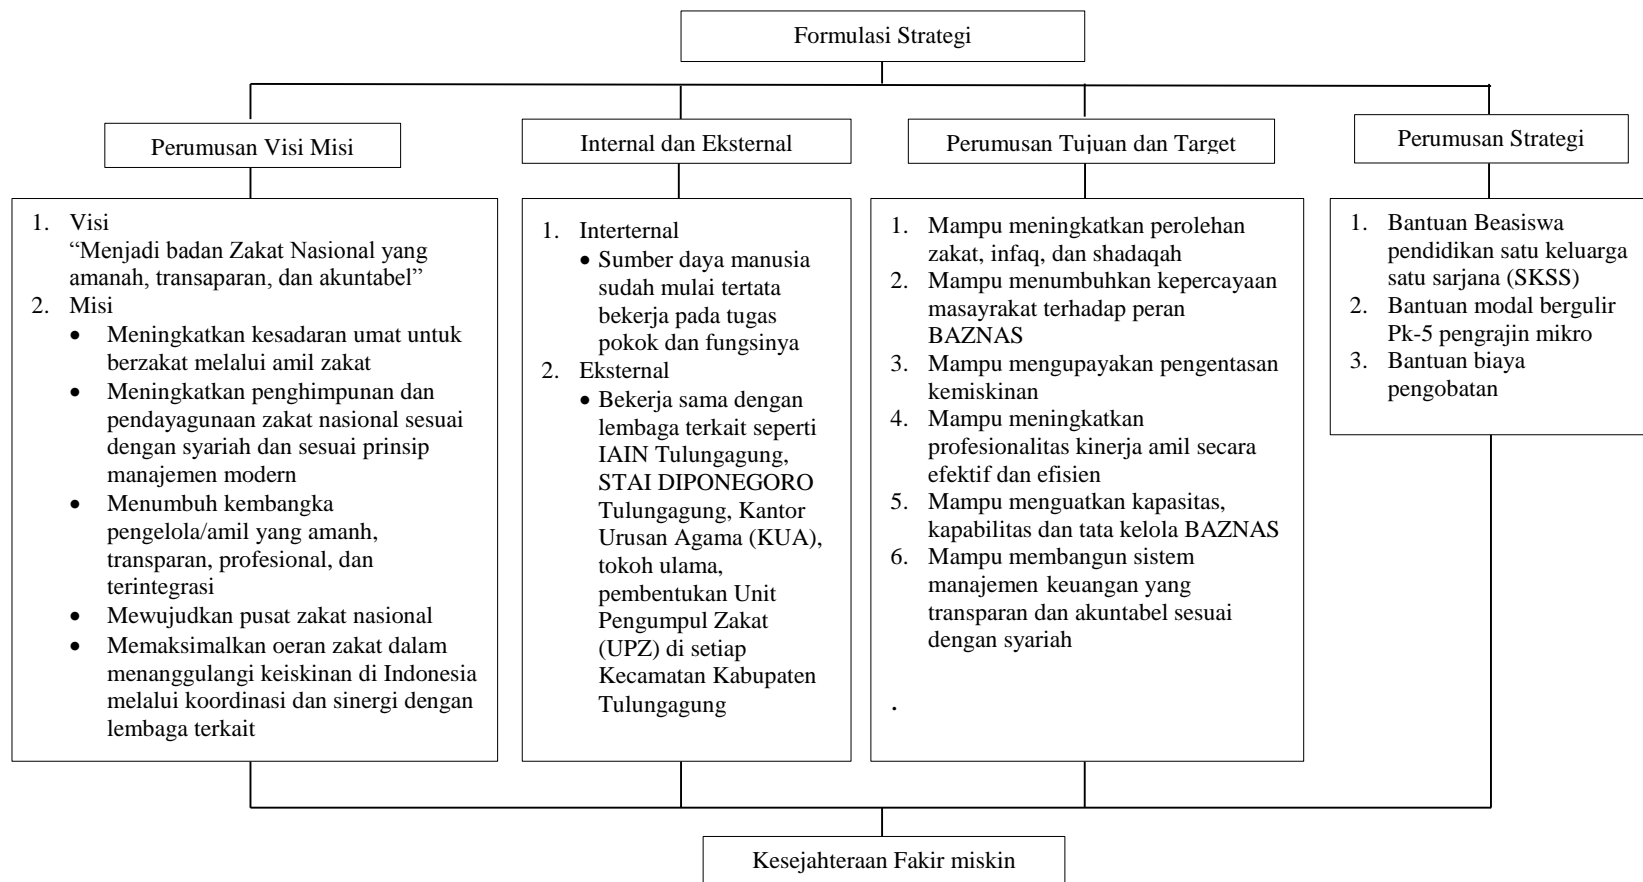 Formulasi Strategi
Perumusan Visi Misi
Internal dan Eksternal
Perumusan Tujuan dan Target
Perumusan Strategi
1. Visi
“Menjadi badan Zakat Nasional yang
amanah, transaparan, dan akuntabel”
2. Misi
• Meningkatkan kesadaran umat untuk
berzakat melalui amil zakat
• Meningkatkan penghimpunan dan
pendayagunaan zakat nasional sesuai
dengan syariah dan sesuai prinsip
manajemen modern
• Menumbuh kembangka
pengelola/amil yang amanh,
transparan, profesional, dan
terintegrasi
• Mewujudkan pusat zakat nasional
• Memaksimalkan oeran zakat dalam
menanggulangi keiskinan di Indonesia
melalui koordinasi dan sinergi dengan
lembaga terkait
1. Interternal
• Sumber daya manusia
sudah mulai tertata
bekerja pada tugas
pokok dan fungsinya
2. Eksternal
• Bekerja sama dengan
lembaga terkait seperti
IAIN Tulungagung,
STAI DIPONEGORO
Tulungagung, Kantor
Urusan Agama (KUA),
tokoh ulama,
pembentukan Unit
Pengumpul Zakat
(UPZ) di setiap
Kecamatan Kabupaten
Tulungagung
1. Mampu meningkatkan perolehan
zakat, infaq, dan shadaqah
2. Mampu menumbuhkan kepercayaan
masayrakat terhadap peran
BAZNAS
3. Mampu mengupayakan pengentasan
kemiskinan
4. Mampu meningkatkan
profesionalitas kinerja amil secara
efektif dan efisien
5. Mampu menguatkan kapasitas,
kapabilitas dan tata kelola BAZNAS
6. Mampu membangun sistem
manajemen keuangan yang
transparan dan akuntabel sesuai
dengan syariah
.
1. Bantuan Beasiswa
pendidikan satu keluarga
satu sarjana (SKSS)
2. Bantuan modal bergulir
Pk-5 pengrajin mikro
3. Bantuan biaya
pengobatan
Kesejahteraan Fakir miskin